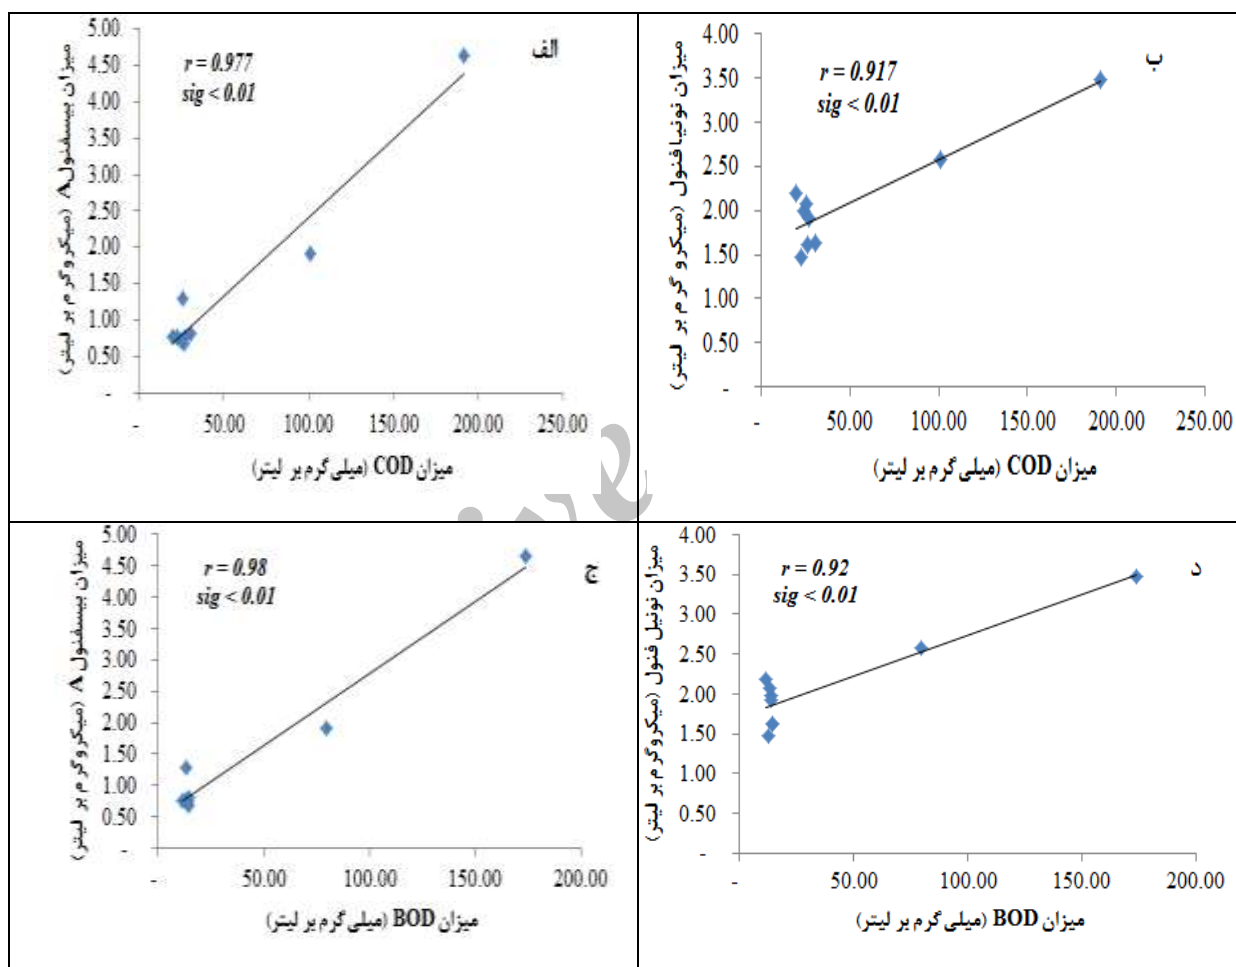 الف
r = 0.977
sig < 0.01
میزان بیسفنول A (میکروگرم بر لیتر)
5.00
4.50
4.00
3.50
3.00
2.50
2.00
1.50
1.00
0.50
-
- 50.00 100.00 150.00 200.00 250.00
میزان COD (میلی‌گرم بر لیتر)
ب
r = 0.917
sig < 0.01
میزان نونیافنول (میکرو گرم بر لیتر)
4.00
3.50
3.00
2.50
2.00
1.50
1.00
0.50
-
- 50.00 100.00 150.00 200.00 250.00
میزان COD (میلی‌گرم بر لیتر)
ج
r = 0.98
sig < 0.01
میزان بیسفنول A (میکروگرم بر لیتر)
5.00
4.50
4.00
3.50
3.00
2.50
2.00
1.50
1.00
0.50
-
- 50.00 100.00 150.00 200.00
میزان BOD (میلی‌گرم بر لیتر)
د
r = 0.92
sig < 0.01
میزان نونیل فنول (میکروگرم بر لیتر)
4.00
3.50
3.00
2.50
2.00
1.50
1.00
0.50
-
- 50.00 100.00 150.00 200.00
میزان BOD (میلی‌گرم بر لیتر)